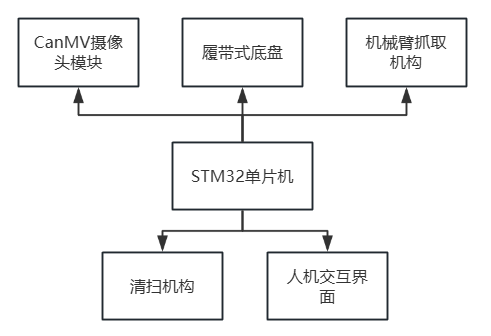 CanMV摄像
头模块
履带式底盘
机械臂抓取
机构
STM32单片机
清扫机构
人机交互界
面